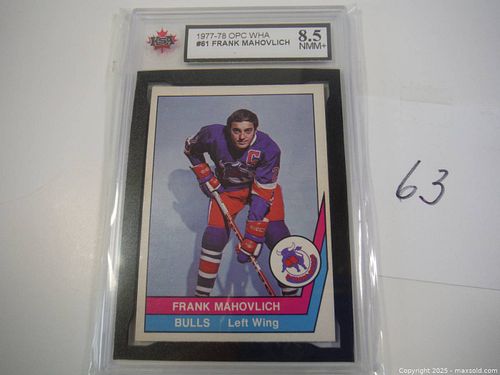 KSA
1977-78 OPC WHA
#61 FRANK MAHOVLICH
8.5
NMM+
C
63
FRANK MAHOVLICH
BULLS Left Wing
Copyright © 2025 - maxsold.com